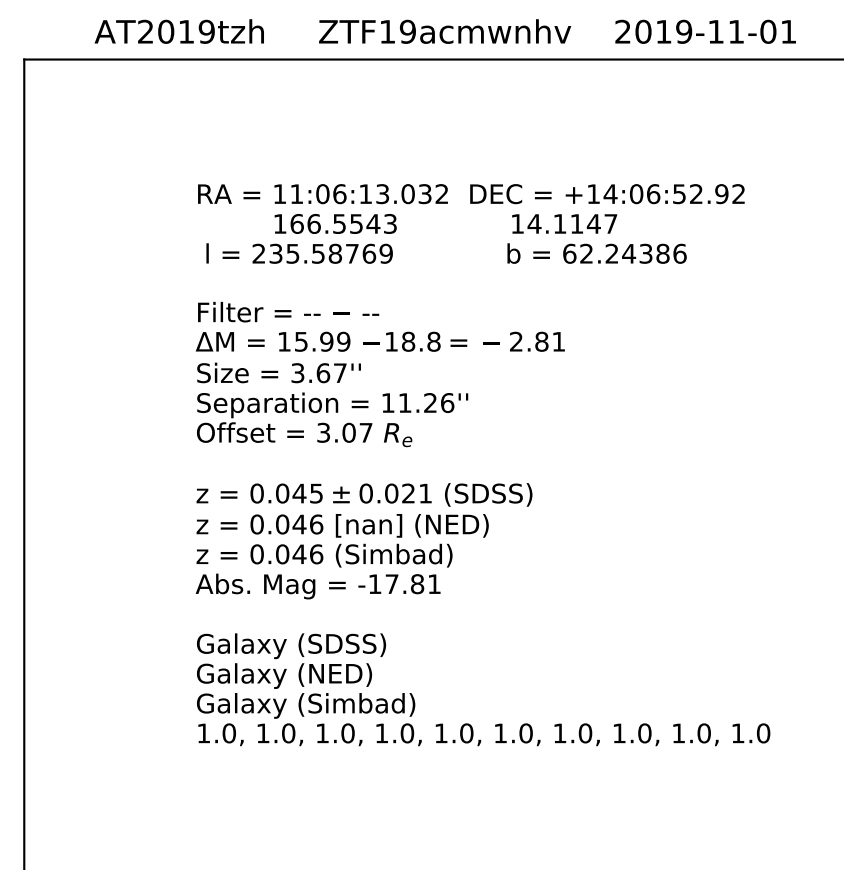 AT2019tzh ZTF19acmwnhv 2019-11-01
RA = 11:06:13.032 DEC = +14:06:52.92
166.5543 14.1147
l = 235.58769 b = 62.24386
Filter = -- − --
ΔM = 15.99 −18.8 = − 2.81
Size = 3.67''
Separation = 11.26''
Offset = 3.07 Rₑ
z = 0.045 ± 0.021 (SDSS)
z = 0.046 [nan] (NED)
z = 0.046 (Simbad)
Abs. Mag = -17.81
Galaxy (SDSS)
Galaxy (NED)
Galaxy (Simbad)
1.0, 1.0, 1.0, 1.0, 1.0, 1.0, 1.0, 1.0, 1.0, 1.0